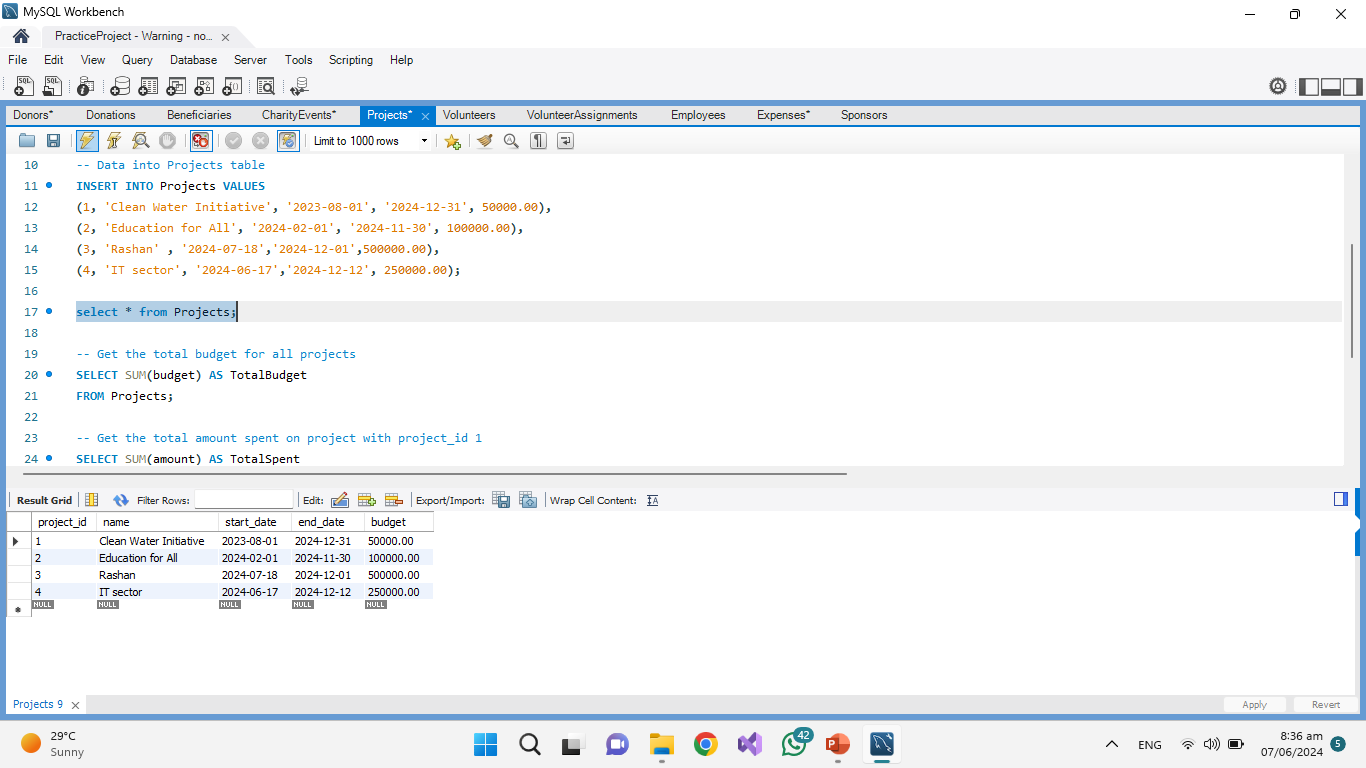 MySQL Workbench
PracticeProject - Warning - no...
File Edit View Query Database Server Tools Scripting Help
Donors* Donations Beneficiaries CharityEvents* Projects* Volunteers VolunteerAssignments Employees Expenses* Sponsors
Limit to 1000 rows
10 -- Data into Projects table
11 INSERT INTO Projects VALUES
12 (1, 'Clean Water Initiative', '2023-08-01', '2024-12-31', 50000.00),
13 (2, 'Education for All', '2024-02-01', '2024-11-30', 100000.00),
14 (3, 'Rashan' , '2024-07-18','2024-12-01',500000.00),
15 (4, 'IT sector', '2024-06-17','2024-12-12', 250000.00);
16
17 select * from Projects;
18
19 -- Get the total budget for all projects
20 SELECT SUM(budget) AS TotalBudget
21 FROM Projects;
22
23 -- Get the total amount spent on project with project_id 1
24 SELECT SUM(amount) AS TotalSpent
Result Grid Filter Rows: Edit: Export/Import: Wrap Cell Content:
project_id name start_date end_date budget
1 Clean Water Initiative 2023-08-01 2024-12-31 50000.00
2 Education for All 2024-02-01 2024-11-30 100000.00
3 Rashan 2024-07-18 2024-12-01 500000.00
4 IT sector 2024-06-17 2024-12-12 250000.00
NULL NULL NULL NULL NULL
Projects 9 Apply Revert
29°C
Sunny
42
ENG
8:36 am
07/06/2024
5